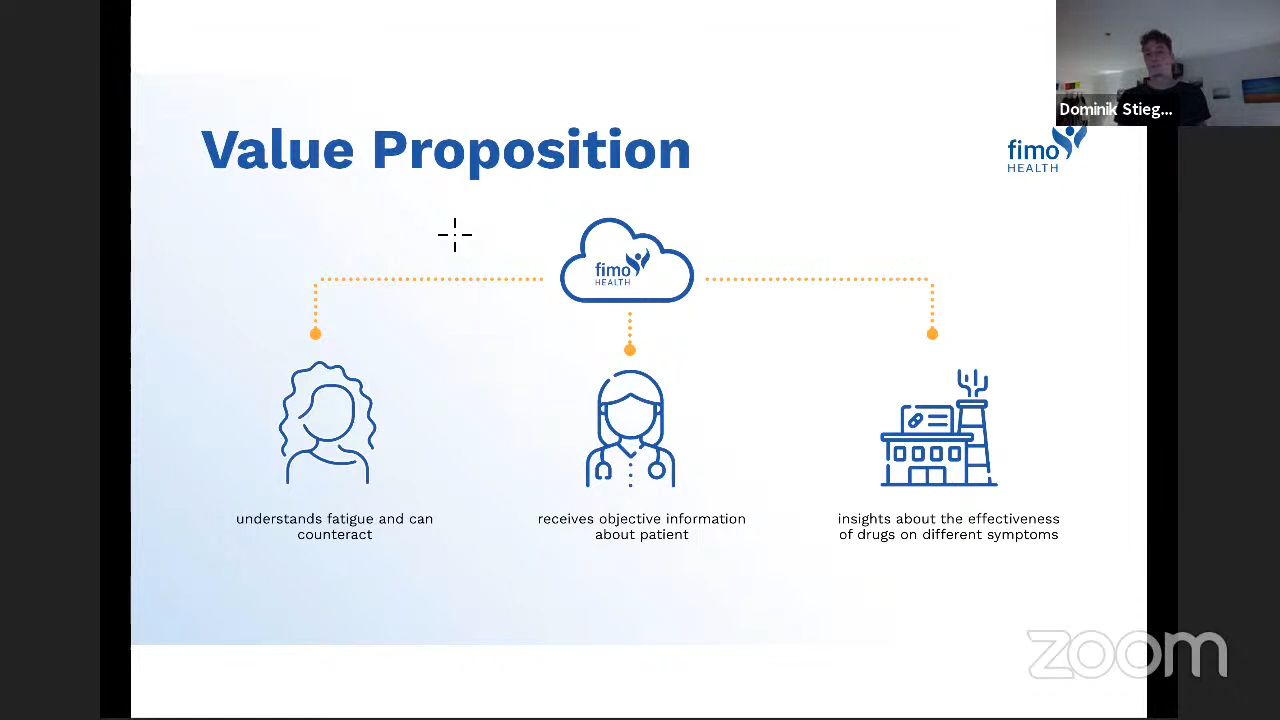 Dominik Stieg...
Value Proposition
fimo
HEALTH
fimo
HEALTH
understands fatigue and can
counteract
receives objective information
about patient
insights about the effectiveness
of drugs on different symptoms
zoom